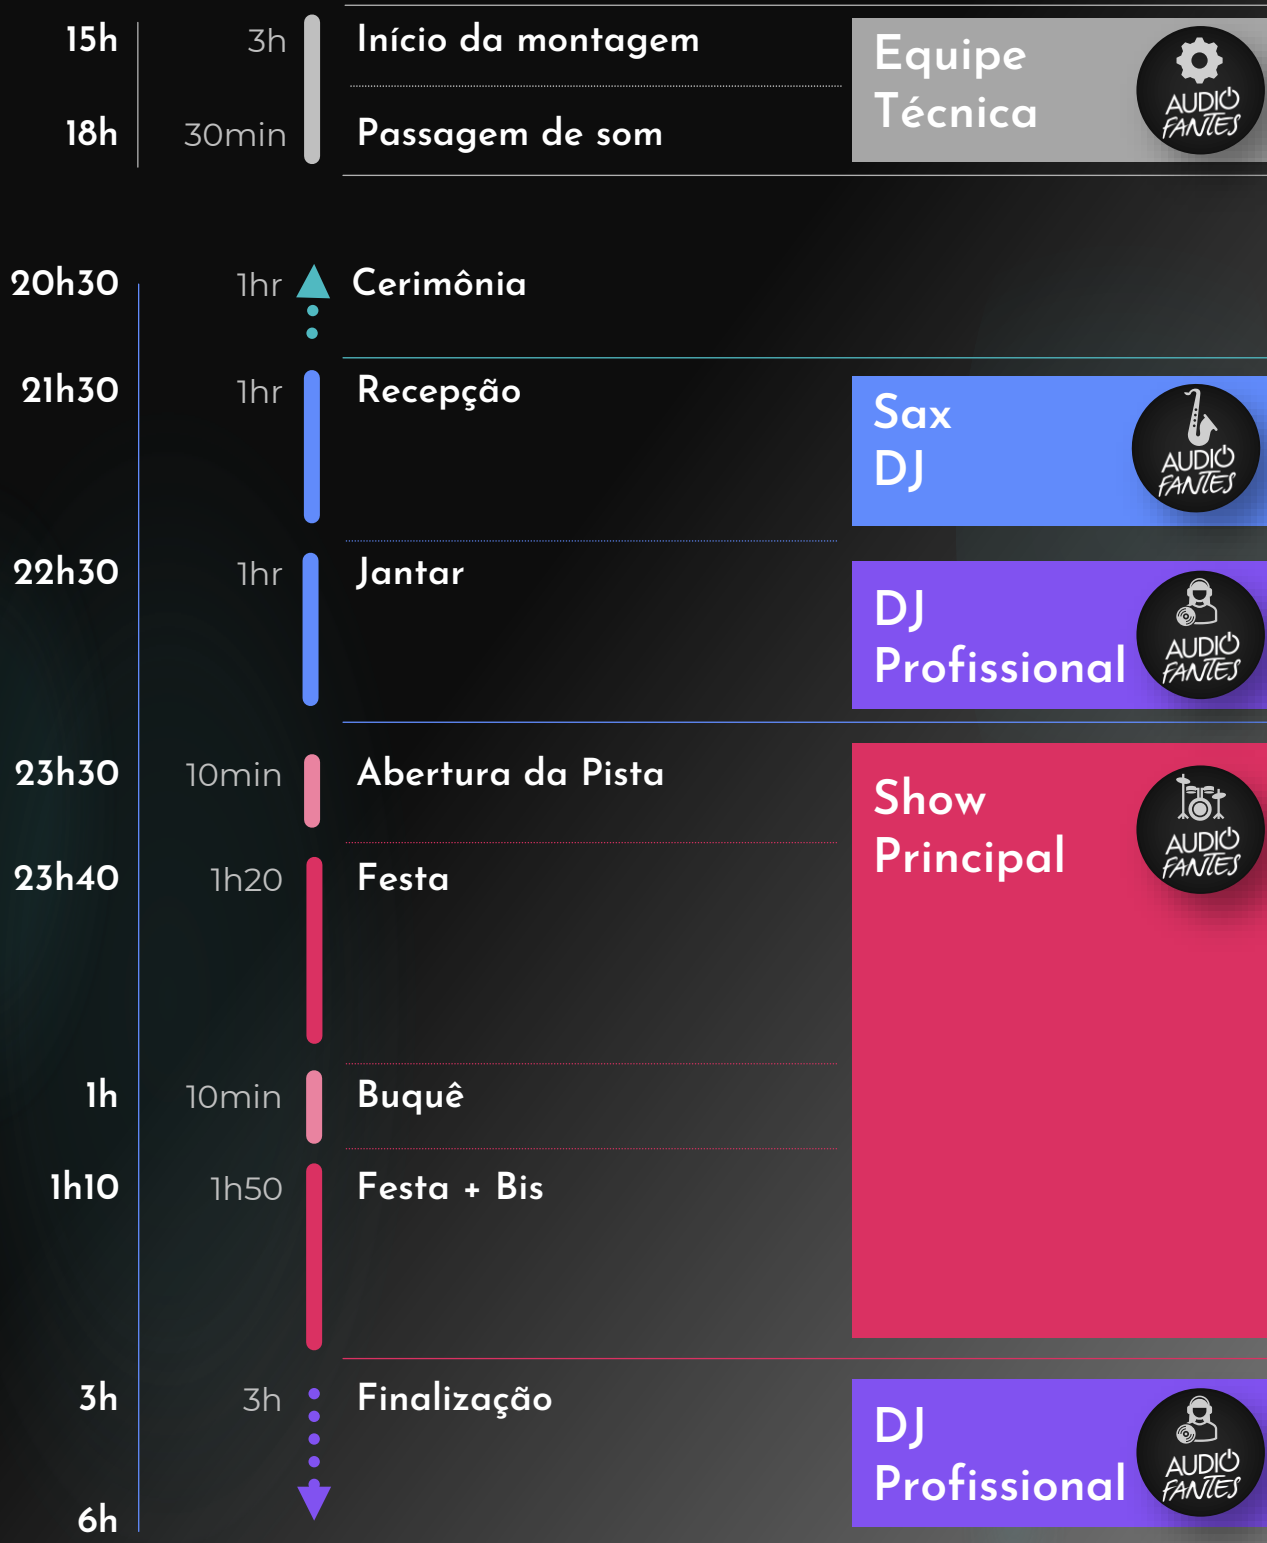 15h 3h Início da montagem
Equipe
Técnica
AUDIO
FANTES
18h 30min Passagem de som
20h30 1hr Cerimônia
21h30 1hr Recepção
Sax
DJ
AUDIO
FANTES
22h30 1hr Jantar
DJ
Profissional
AUDIO
FANTES
23h30 10min Abertura da Pista
Show
Principal
AUDIO
FANTES
23h40 1h20 Festa
1h 10min Buquê
1h10 1h50 Festa + Bis
3h 3h Finalização
DJ
Profissional
AUDIO
FANTES
6h